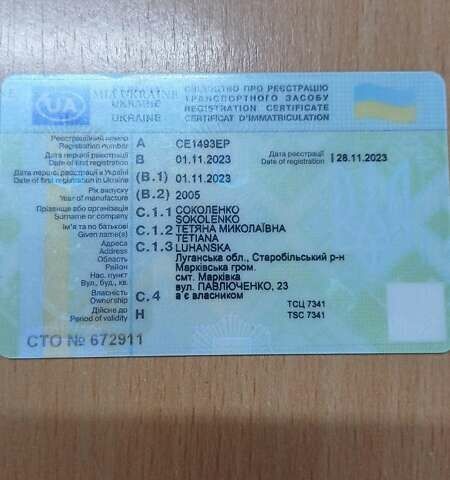 UA
MIA UKRAINE СВІДОЦТВО ПРО РЕЄСТРАЦІЮ
UKRAINE ТРАНСПОРТНОГО ЗАСОБУ
UKRAINE REGISTRATION CERTIFICATE
CERTIFICAT D'IMMATRICULATION
Реєстраційний номер
Registration number A CE1493EP
Дата першої реєстрації
Date of first registration B 01.11.2023
Дата реєстрації
Date of registration I 28.11.2023
Дата першої реєстрації в Україні
Date of first registration in Ukraine (B.1) 01.11.2023
Рік випуску
Year of manufacture (B.2) 2005
Прізвище або організація
Surname or company C.1.1 СОКОЛЕНКО
SOKOLENKO
Ім'я та по батькові
Given name(s) C.1.2 ТЕТЯНА МИКОЛАЇВНА
TETIANA
Адреса
Address C.1.3 LUHANSKA
Область Луганська обл., Старобільський р-н
Район Марківська гром.
Нас. пункт смт. Марківка
Вул., буд., кв. вул. ПАВЛЮЧЕНКО, 23
Власність
Ownership C.4 а є власником
Дійсне до
Period of validity H
ТСЦ 7341
TSC 7341
СТО № 672911